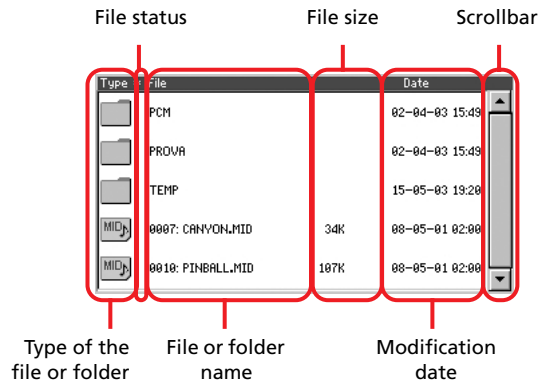 File status File size Scrollbar
Type File Date
PCM 02-04-03 15:49
PROVA 02-04-03 15:49
TEMP 15-05-03 19:20
MID 0007: CANYON.MID 34K 08-05-01 02:00
MID 0010: PINBALL.MID 107K 08-05-01 02:00
Type of the File or folder Modification
file or folder name date